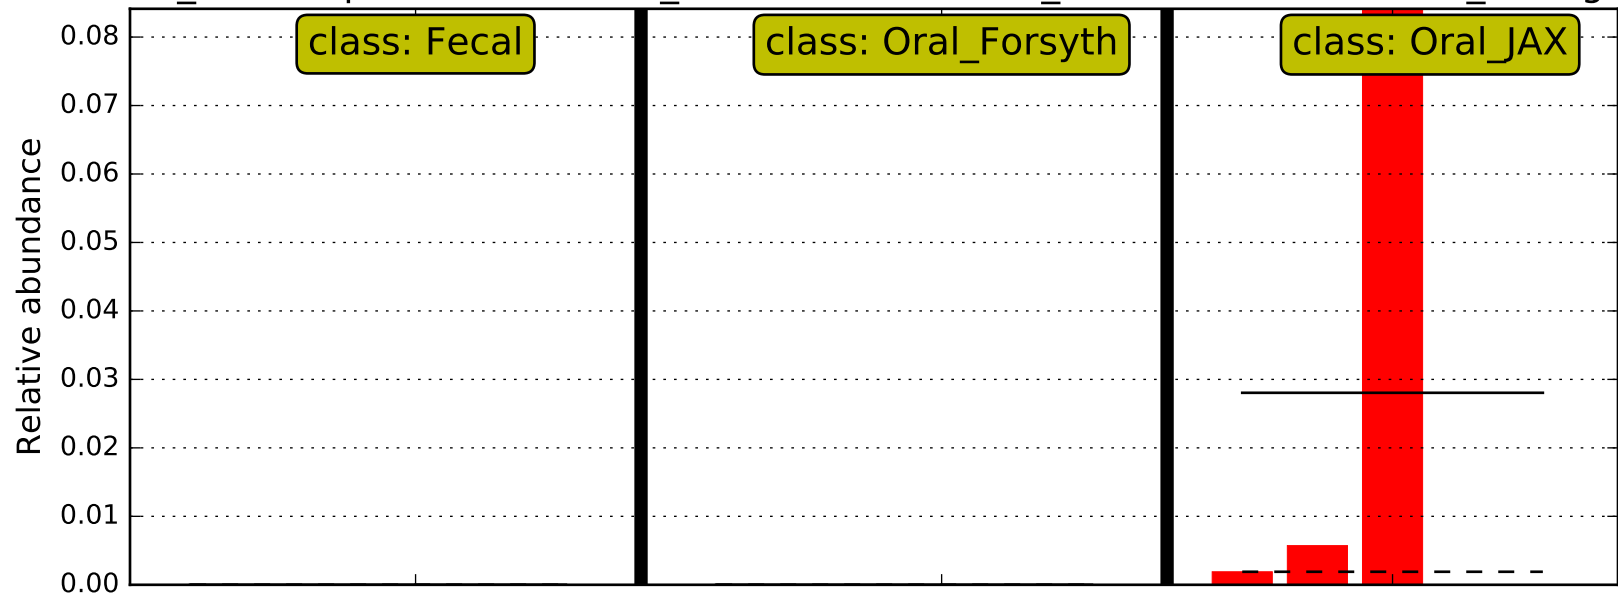 class: Fecal
class: Oral_Forsyth
class: Oral_JAX
Relative abundance
0.08
0.07
0.06
0.05
0.04
0.03
0.02
0.01
0.00